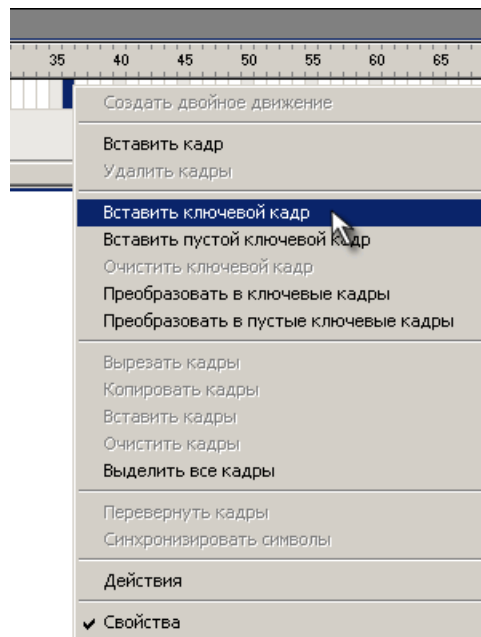 35 40 45 50 55 60 65
Создать двойное движение
Вставить кадр
Удалить кадры
Вставить ключевой кадр
Вставить пустой ключевой кадр
Очистить ключевой кадр
Преобразовать в ключевые кадры
Преобразовать в пустые ключевые кадры
Вырезать кадры
Копировать кадры
Вставить кадры
Очистить кадры
Выделить все кадры
Перевернуть кадры
Синхронизировать символы
Действия
Свойства